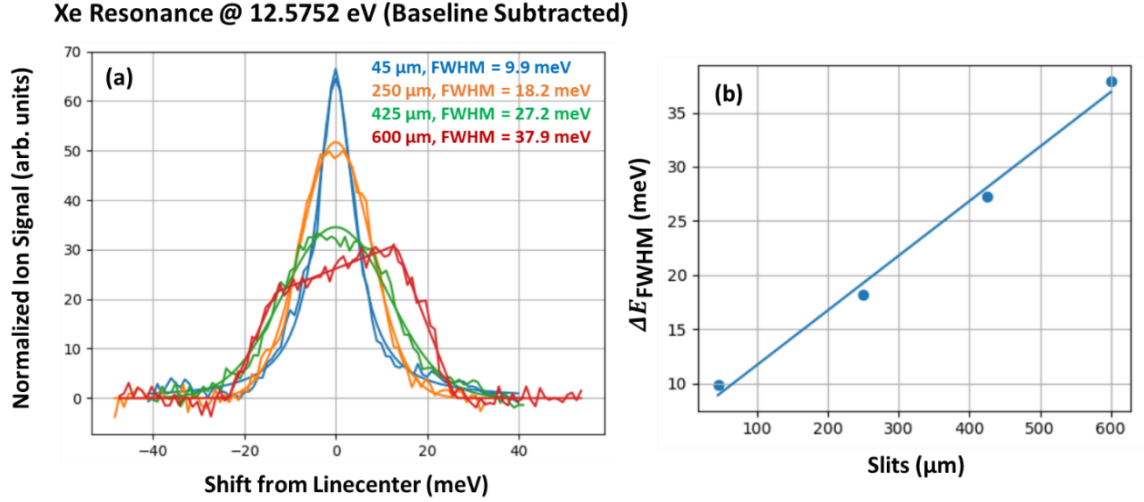 Xe Resonance @ 12.5752 eV (Baseline Subtracted)
(a)
45 µm, FWHM = 9.9 meV
250 µm, FWHM = 18.2 meV
425 µm, FWHM = 27.2 meV
600 µm, FWHM = 37.9 meV
Normalized Ion Signal (arb. units)
70
60
50
40
30
20
10
0
−40
−20
0
20
40
Shift from Linecenter (meV)
(b)
ΔE FWHM (meV)
35
30
25
20
15
10
100
200
300
400
500
600
Slits (µm)